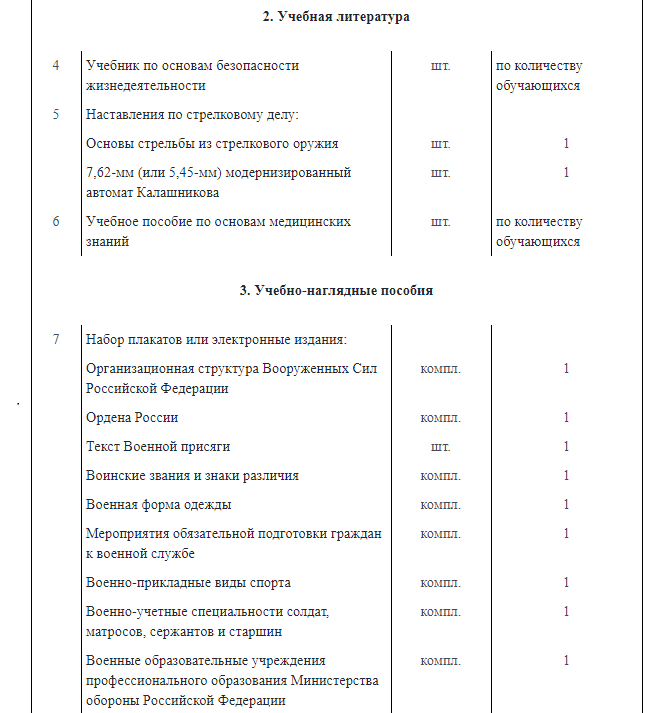 2. Учебная литература
4 Учебник по основам безопасности шт. по количеству
жизнедеятельности обучающихся
5 Наставления по стрелковому делу:
Основы стрельбы из стрелкового оружия шт. 1
7,62-мм (или 5,45-мм) модернизированный шт. 1
автомат Калашникова
6 Учебное пособие по основам медицинских шт. по количеству
знаний обучающихся
3. Учебно-наглядные пособия
7 Набор плакатов или электронные издания:
Организационная структура Вооруженных Сил компл. 1
Российской Федерации
Ордена России компл. 1
Текст Военной присяги шт. 1
Воинские звания и знаки различия компл. 1
Военная форма одежды компл. 1
Мероприятия обязательной подготовки граждан компл. 1
к военной службе
Военно-прикладные виды спорта компл. 1
Военно-учетные специальности солдат, компл. 1
матросов, сержантов и старшин
Военные образовательные учреждения компл. 1
профессионального образования Министерства
обороны Российской Федерации